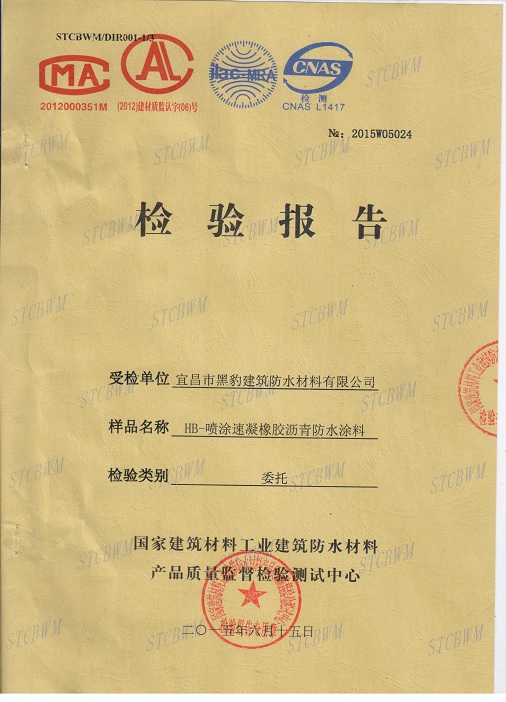 STCBWM/DIR001-1/3
MA
AL
ilac-MRA
CNAS
2012000351M
(2012)建材质监认字(06)号
检 测
CNAS L1417
№: 2015W05024
检 验 报 告
受检单位 宜昌市黑豹建筑防水材料有限公司
样品名称 HB-喷涂速凝橡胶沥青防水涂料
检验类别 委托
国家建筑材料工业建筑防水材料
产品质量监督检验测试中心
二〇一五年六月十五日
STCBWM